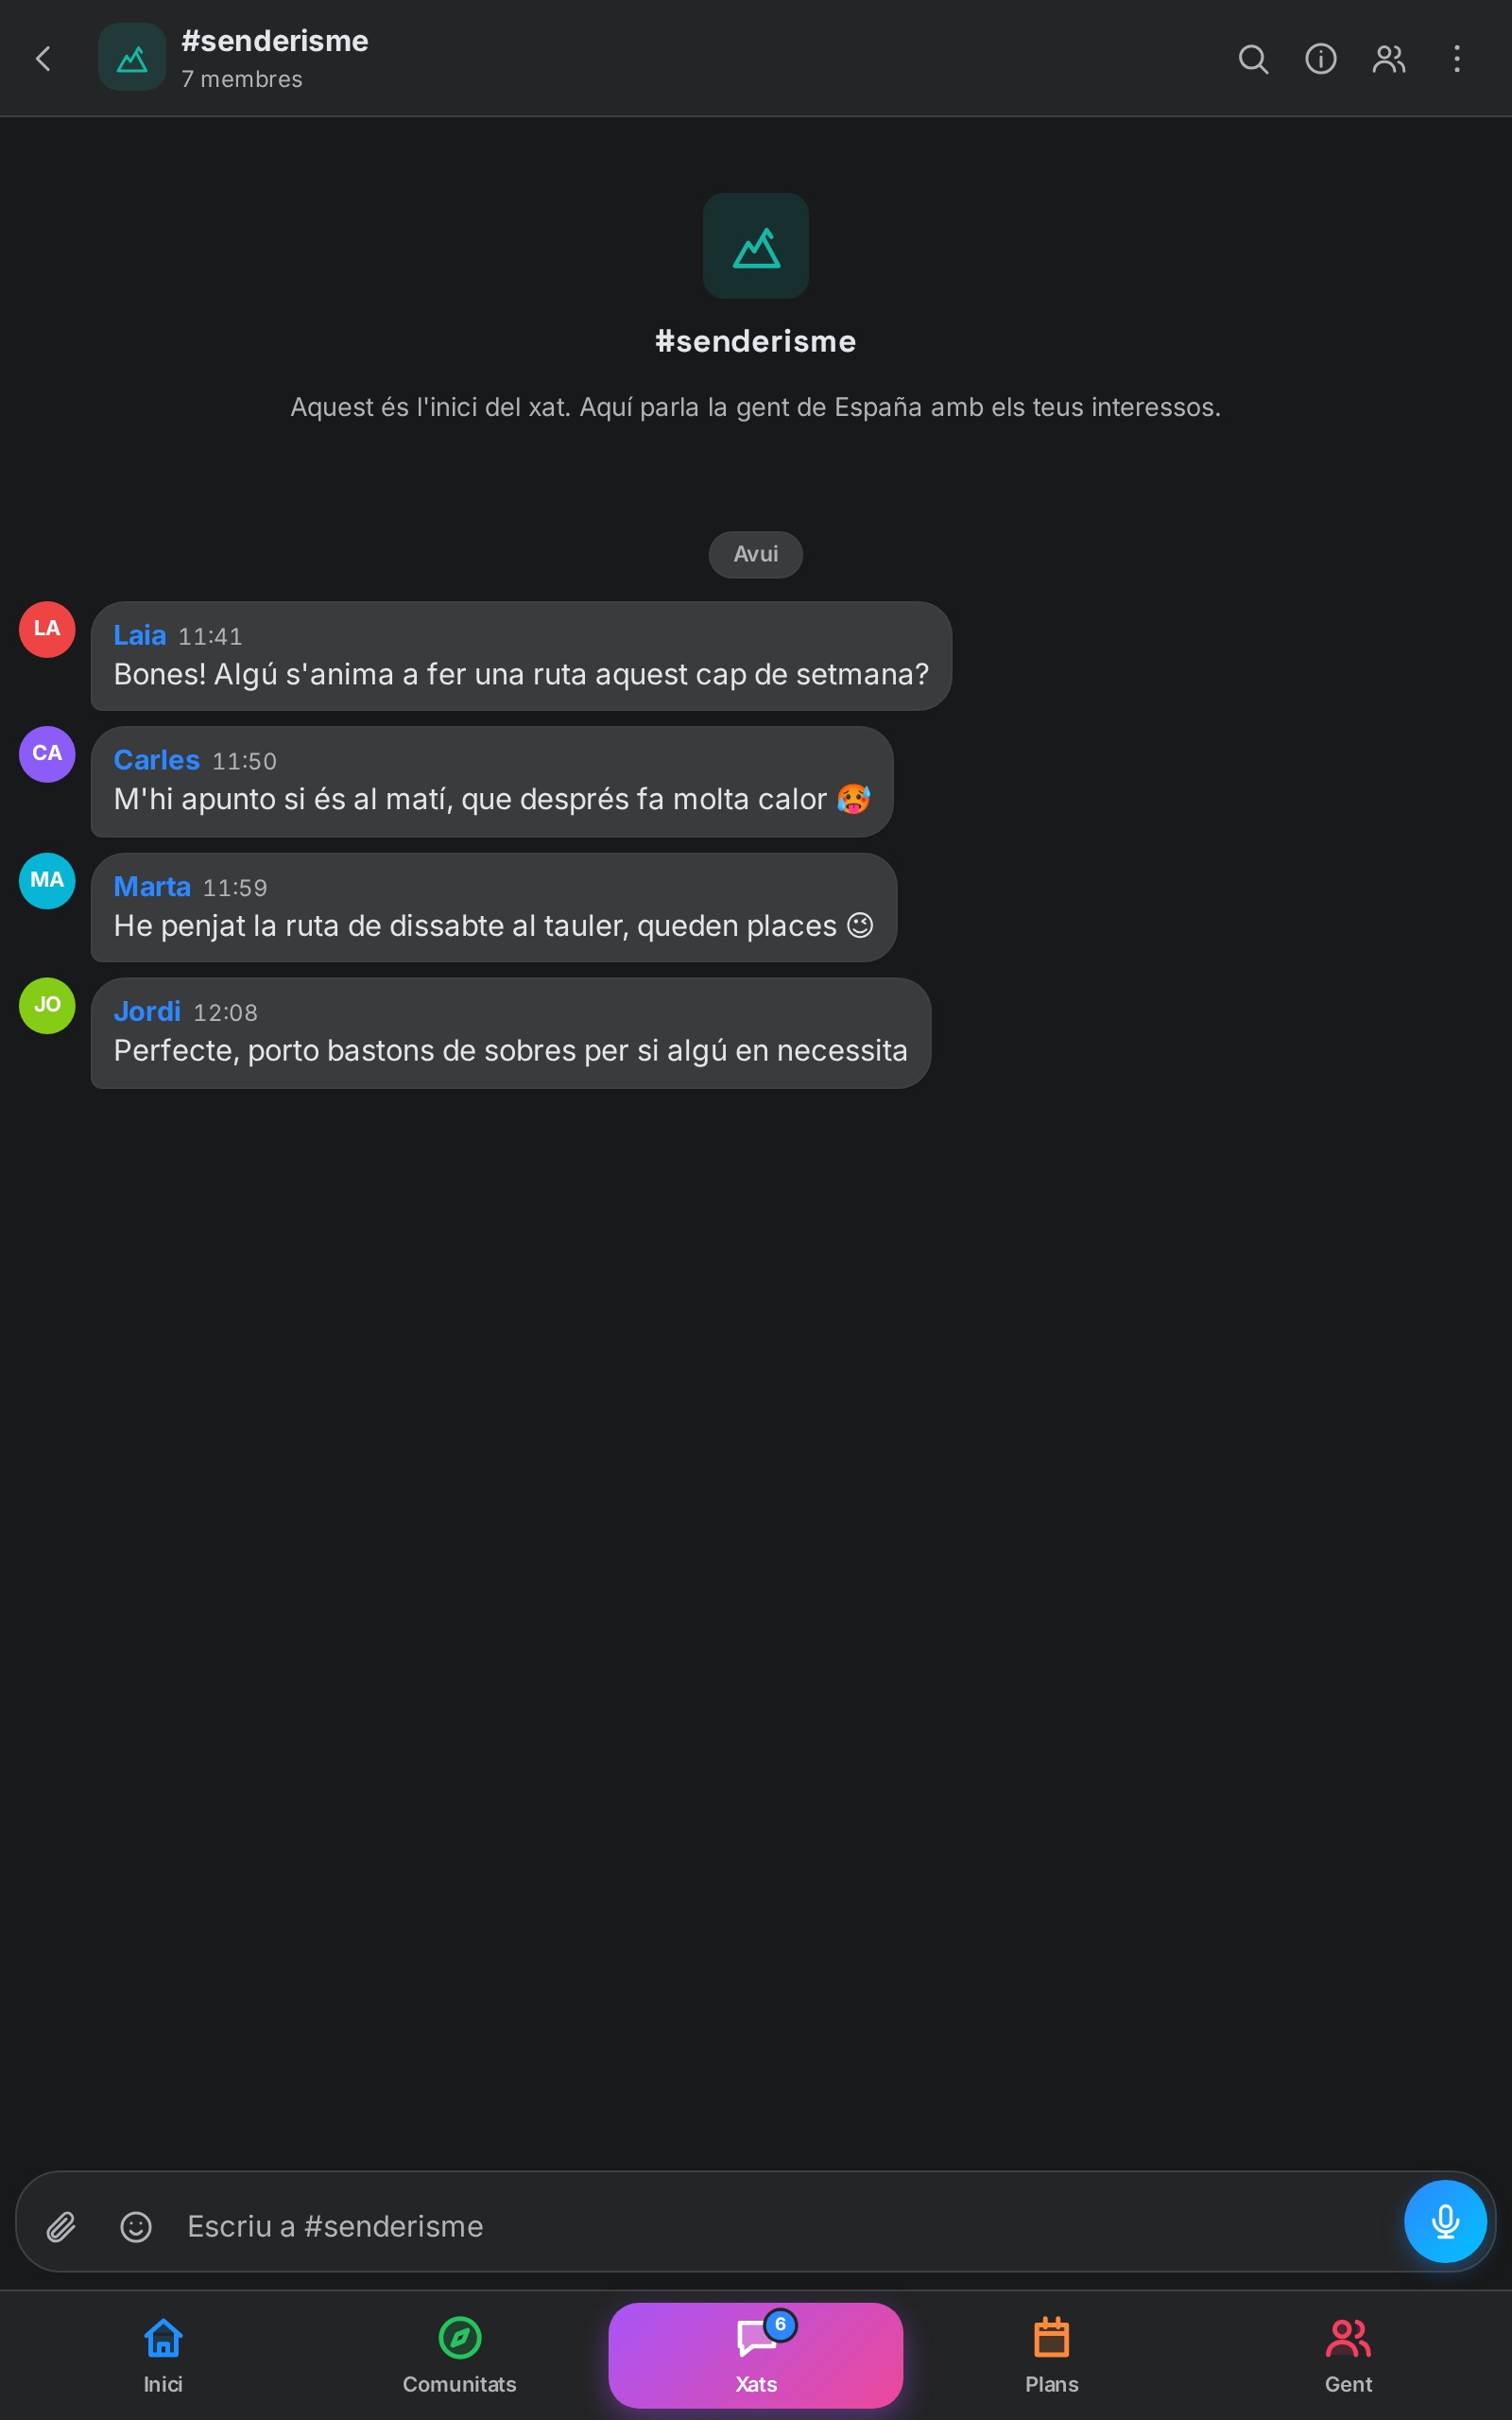 #senderisme
7 membres
#senderisme
Aquest és l'inici del xat. Aquí parla la gent de España amb els teus interessos.
Avui
LA
Laia 11:41
Bones! Algú s'anima a fer una ruta aquest cap de setmana?
CA
Carles 11:50
M'hi apunto si és al matí, que després fa molta calor 🥵
MA
Marta 11:59
He penjat la ruta de dissabte al tauler, queden places 😉
JO
Jordi 12:08
Perfecte, porto bastons de sobres per si algú en necessita
Escriu a #senderisme
6
Inici Comunitats Xats Plans Gent